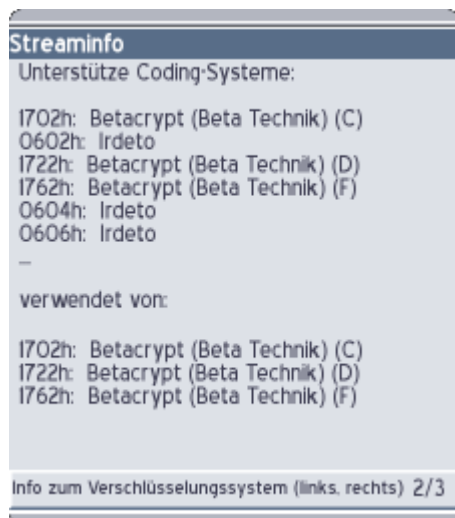 Streaminfo
Unterstütze Coding-Systeme:
1702h: Betacrypt (Beta Technik) (C)
0602h: Irdeto
1722h: Betacrypt (Beta Technik) (D)
1762h: Betacrypt (Beta Technik) (F)
0604h: Irdeto
0606h: Irdeto
_
verwendet von:
1702h: Betacrypt (Beta Technik) (C)
1722h: Betacrypt (Beta Technik) (D)
1762h: Betacrypt (Beta Technik) (F)
Info zum Verschlüsselungssystem (links, rechts) 2/3